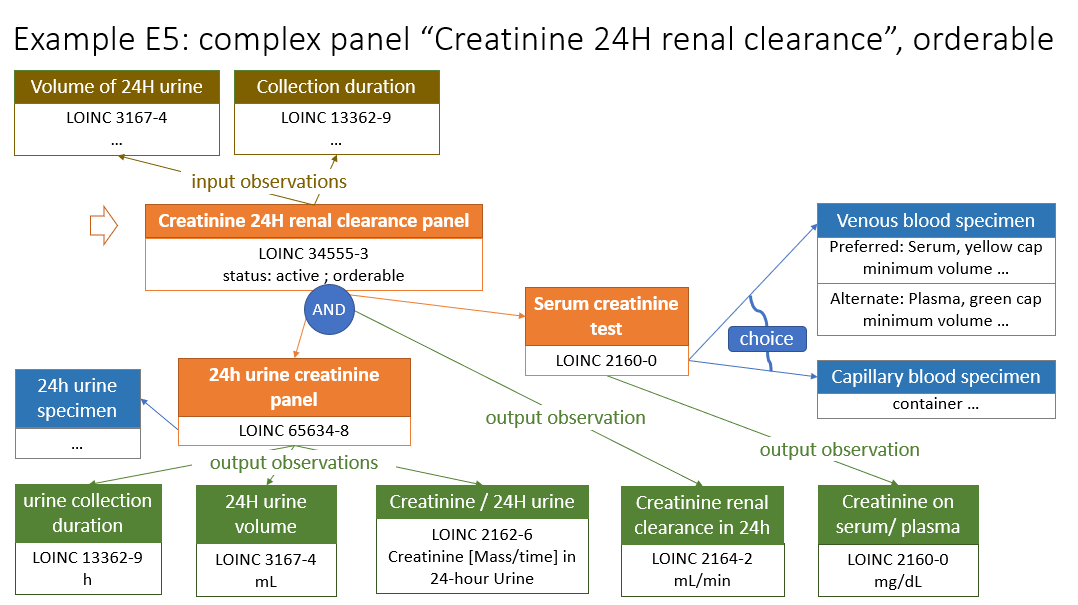 Example E5: complex panel “Creatinine 24H renal clearance”, orderable
Volume of 24H urine
LOINC 3167-4
...
Collection duration
LOINC 13362-9
...
input observations
Creatinine 24H renal clearance panel
LOINC 34555-3
status: active ; orderable
AND
Serum creatinine
test
LOINC 2160-0
Venous blood specimen
Preferred: Serum, yellow cap
minimum volume ...
Alternate: Plasma, green cap
minimum volume ...
choice
Capillary blood specimen
container ...
24h urine
specimen
...
24h urine creatinine
panel
LOINC 65634-8
output observations
output observation
output observation
urine collection
duration
LOINC 13362-9
h
24H urine
volume
LOINC 3167-4
mL
Creatinine / 24H urine
LOINC 2162-6
Creatinine [Mass/time] in
24-hour Urine
Creatinine renal
clearance in 24h
LOINC 2164-2
mL/min
Creatinine on
serum/ plasma
LOINC 2160-0
mg/dL